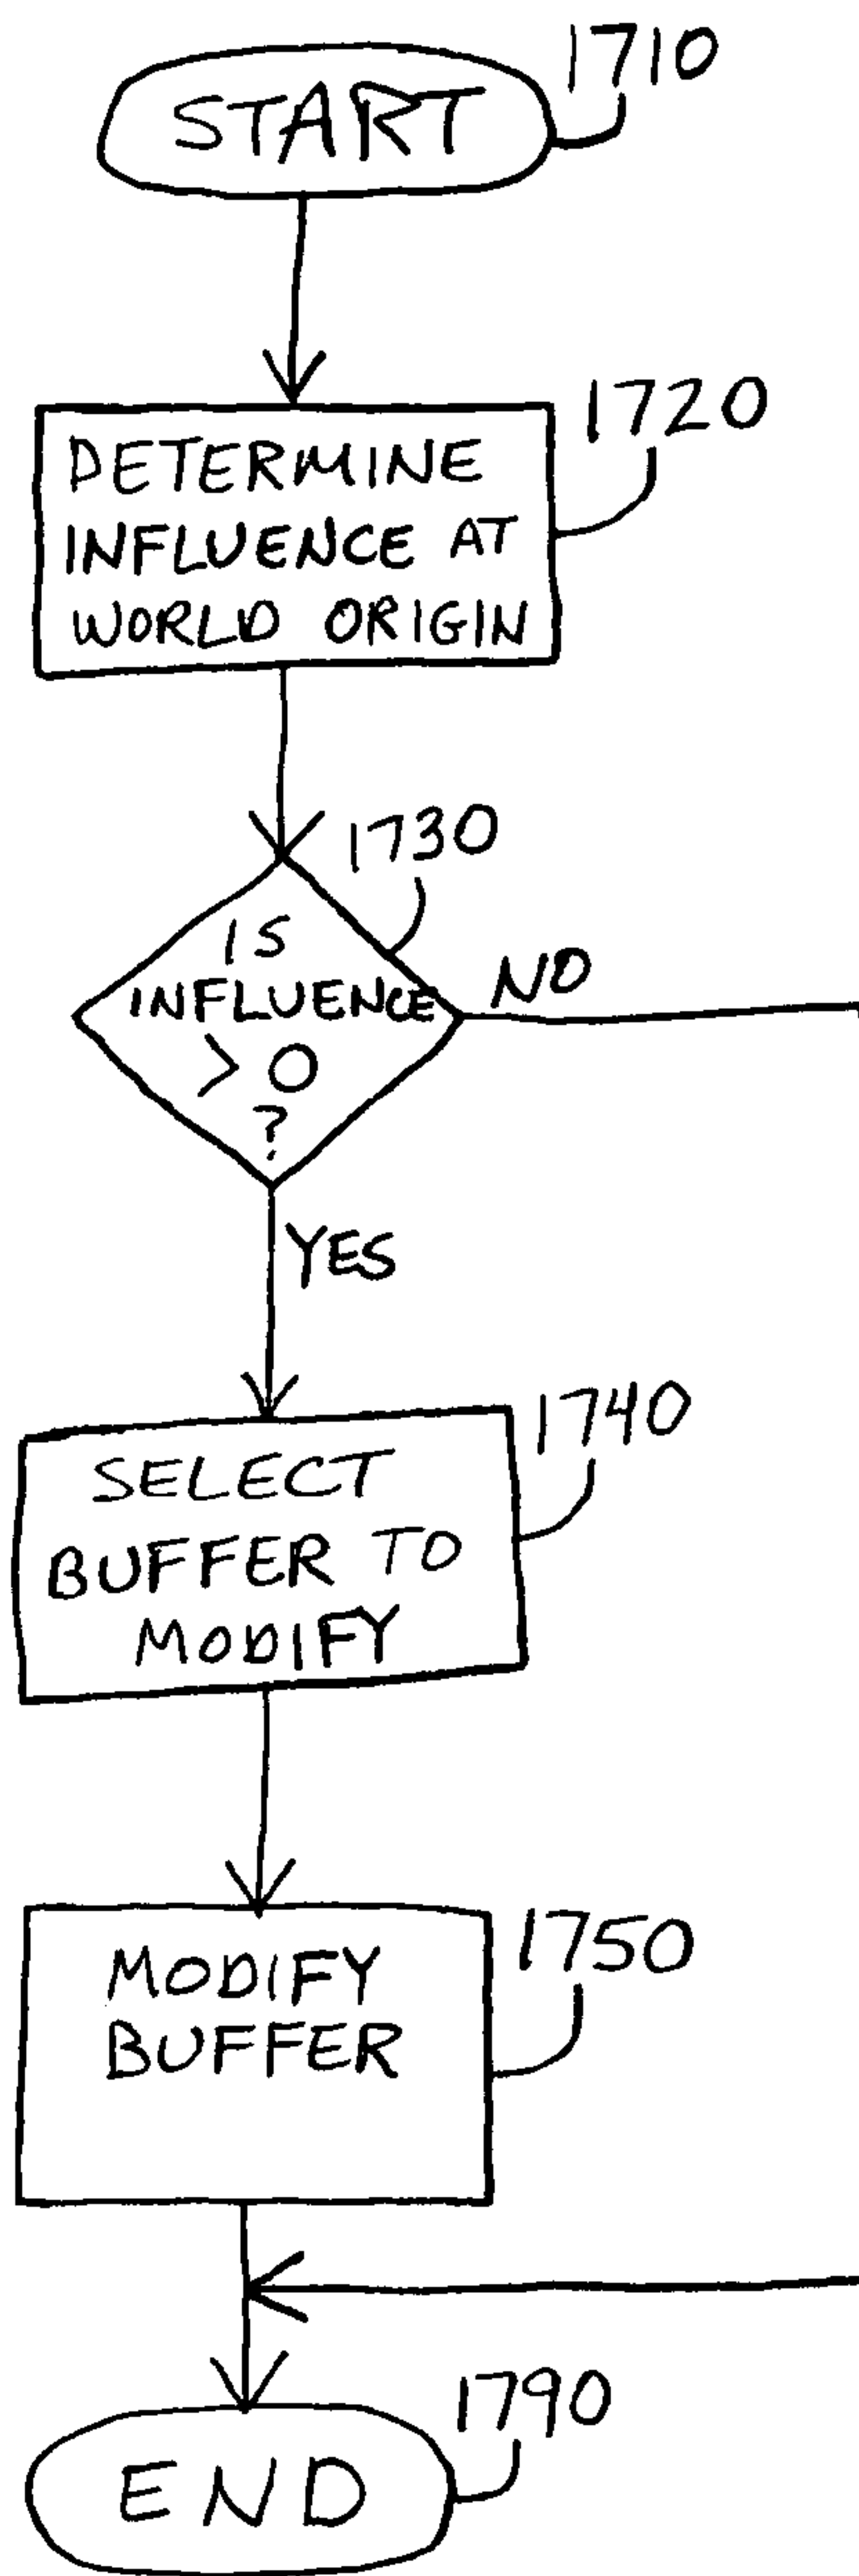 1710
START
1720
DETERMINE
INFLUENCE AT
WORLD ORIGIN
1730
IS
INFLUENCE
> 0
?
NO
YES
1740
SELECT
BUFFER TO
MODIFY
1750
MODIFY
BUFFER
1790
END